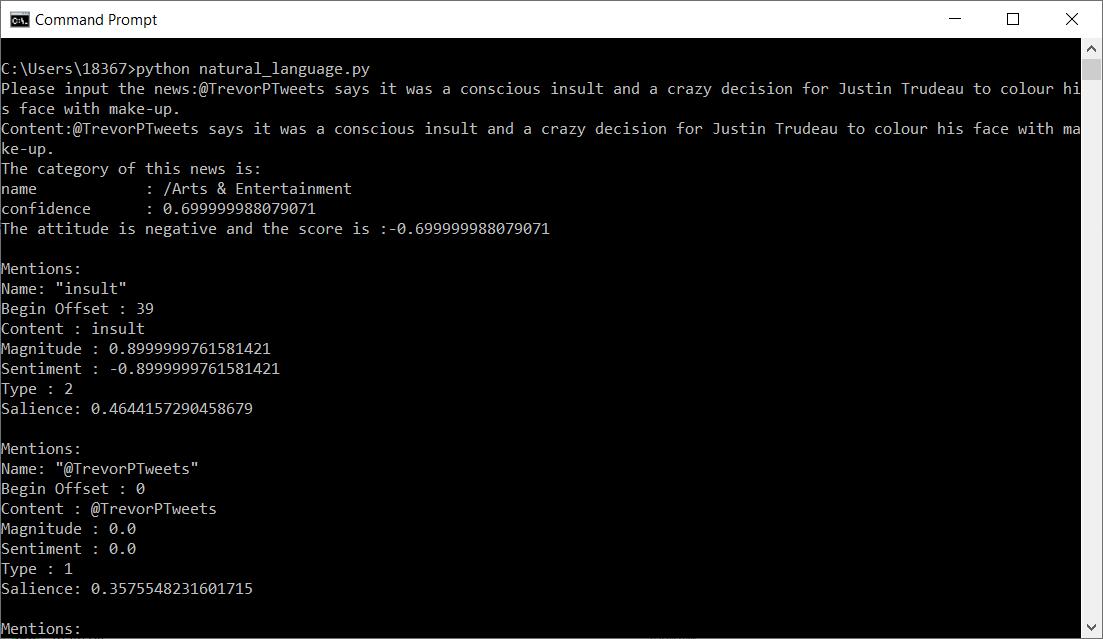 Command Prompt
C:\Users\18367>python natural_language.py
Please input the news:@TrevorPTweets says it was a conscious insult and a crazy decision for Justin Trudeau to colour hi
s face with make-up.
Content:@TrevorPTweets says it was a conscious insult and a crazy decision for Justin Trudeau to colour his face with ma
ke-up.
The category of this news is:
name            : /Arts & Entertainment
confidence      : 0.699999988079071
The attitude is negative and the score is :-0.699999988079071
Mentions:
Name: "insult"
Begin Offset : 39
Content : insult
Magnitude : 0.8999999761581421
Sentiment : -0.8999999761581421
Type : 2
Salience: 0.4644157290458679
Mentions:
Name: "@TrevorPTweets"
Begin Offset : 0
Content : @TrevorPTweets
Magnitude : 0.0
Sentiment : 0.0
Type : 1
Salience: 0.3575548231601715
Mentions: